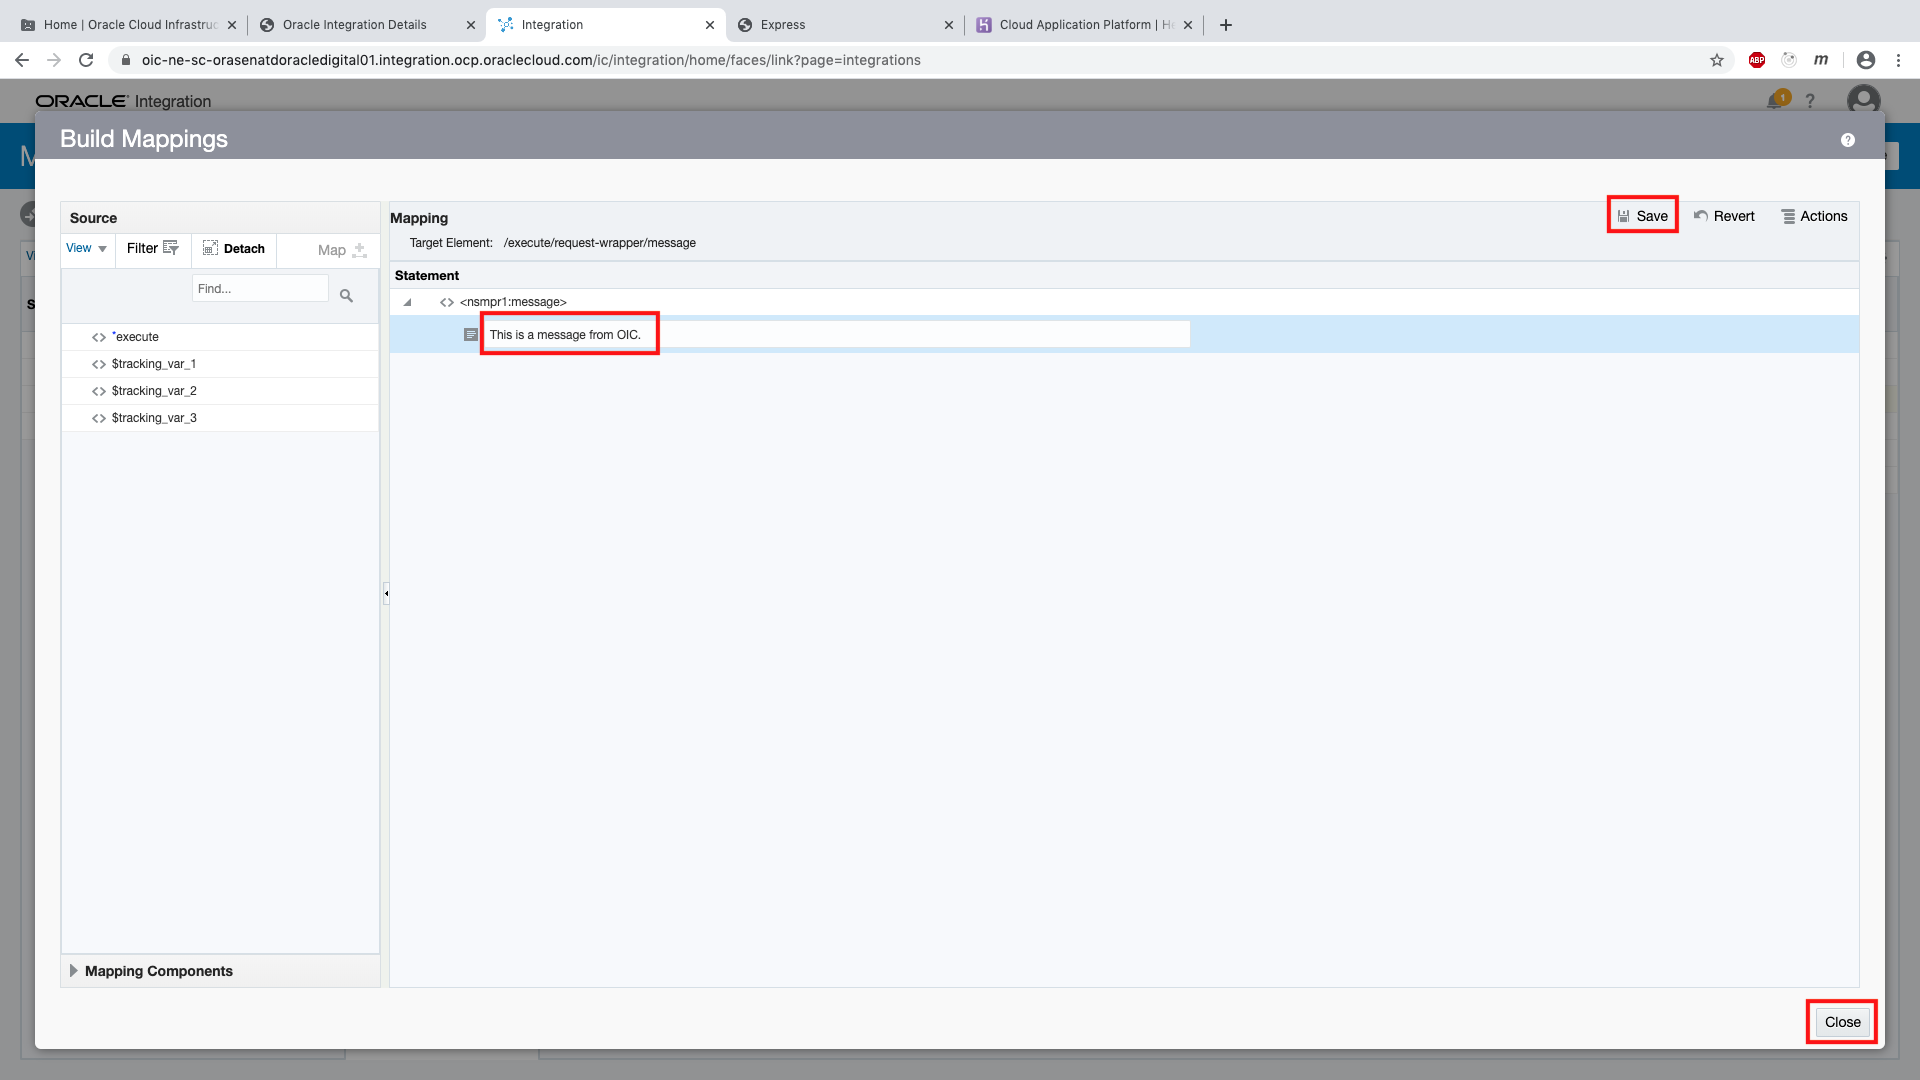 Home | Oracle Cloud Infrastruc
Oracle Integration Details
Integration
Express
Cloud Application Platform | He
oic-ne-sc-orasenatdoracledigital01.integration.ocp.oraclecloud.com/ic/integration/home/faces/link?page=integrations
ABP
m
ORACLE Integration
1
?
M
Build Mappings
?
Source
View
Filter
Detach
Map
Find...
*execute
$tracking_var_1
$tracking_var_2
$tracking_var_3
Mapping Components
Mapping
Save
Revert
Actions
Target Element: /execute/request-wrapper/message
Statement
<> <nsmpr1:message>
This is a message from OIC.
Close